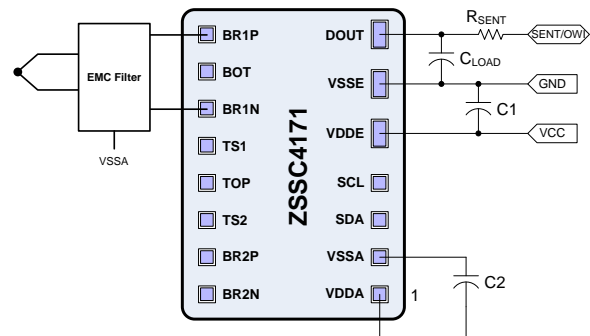 EMC Filter
VSSA
BR1P
BOT
BR1N
TS1
TOP
TS2
BR2P
BR2N
ZSSC4171
DOUT
VSSE
VDDE
SCL
SDA
VSSA
VDDA
1
RSENT
SENT/OWI
CLOAD
GND
C1
VCC
C2